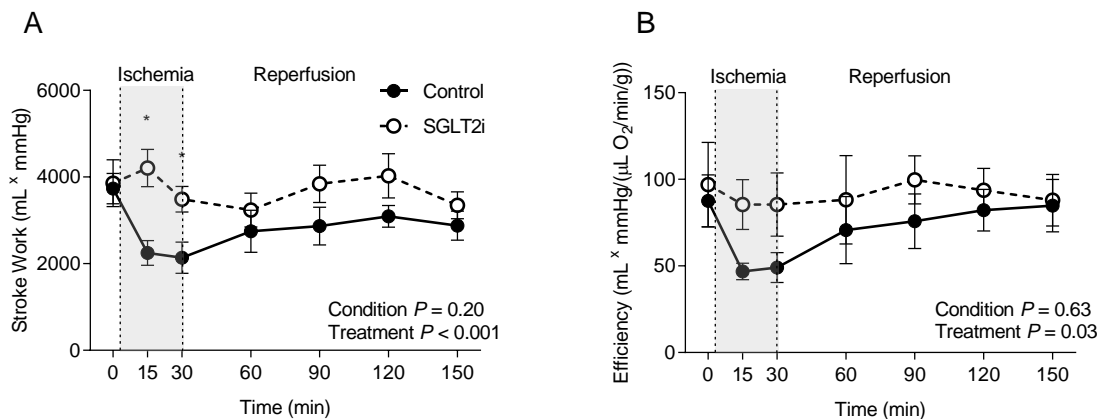 A
Ischemia
Reperfusion
Control
SGLT2i
Stroke Work (mL x mmHg)
6000
4000
2000
0
*
*
Condition P = 0.20
Treatment P < 0.001
0 15 30 60 90 120 150
Time (min)
B
Ischemia
Reperfusion
Efficiency (mL x mmHg/(μL O2/min/g))
150
100
50
0
Condition P = 0.63
Treatment P = 0.03
0 15 30 60 90 120 150
Time (min)